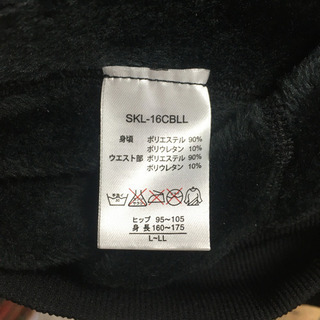 SKL-16CBLL
身頃 ポリエステル 90%
ポリウレタン 10%
ウエスト部 ポリエステル 90%
ポリウレタン 10%
ヒップ 95~105
身長 160~175
L~LL